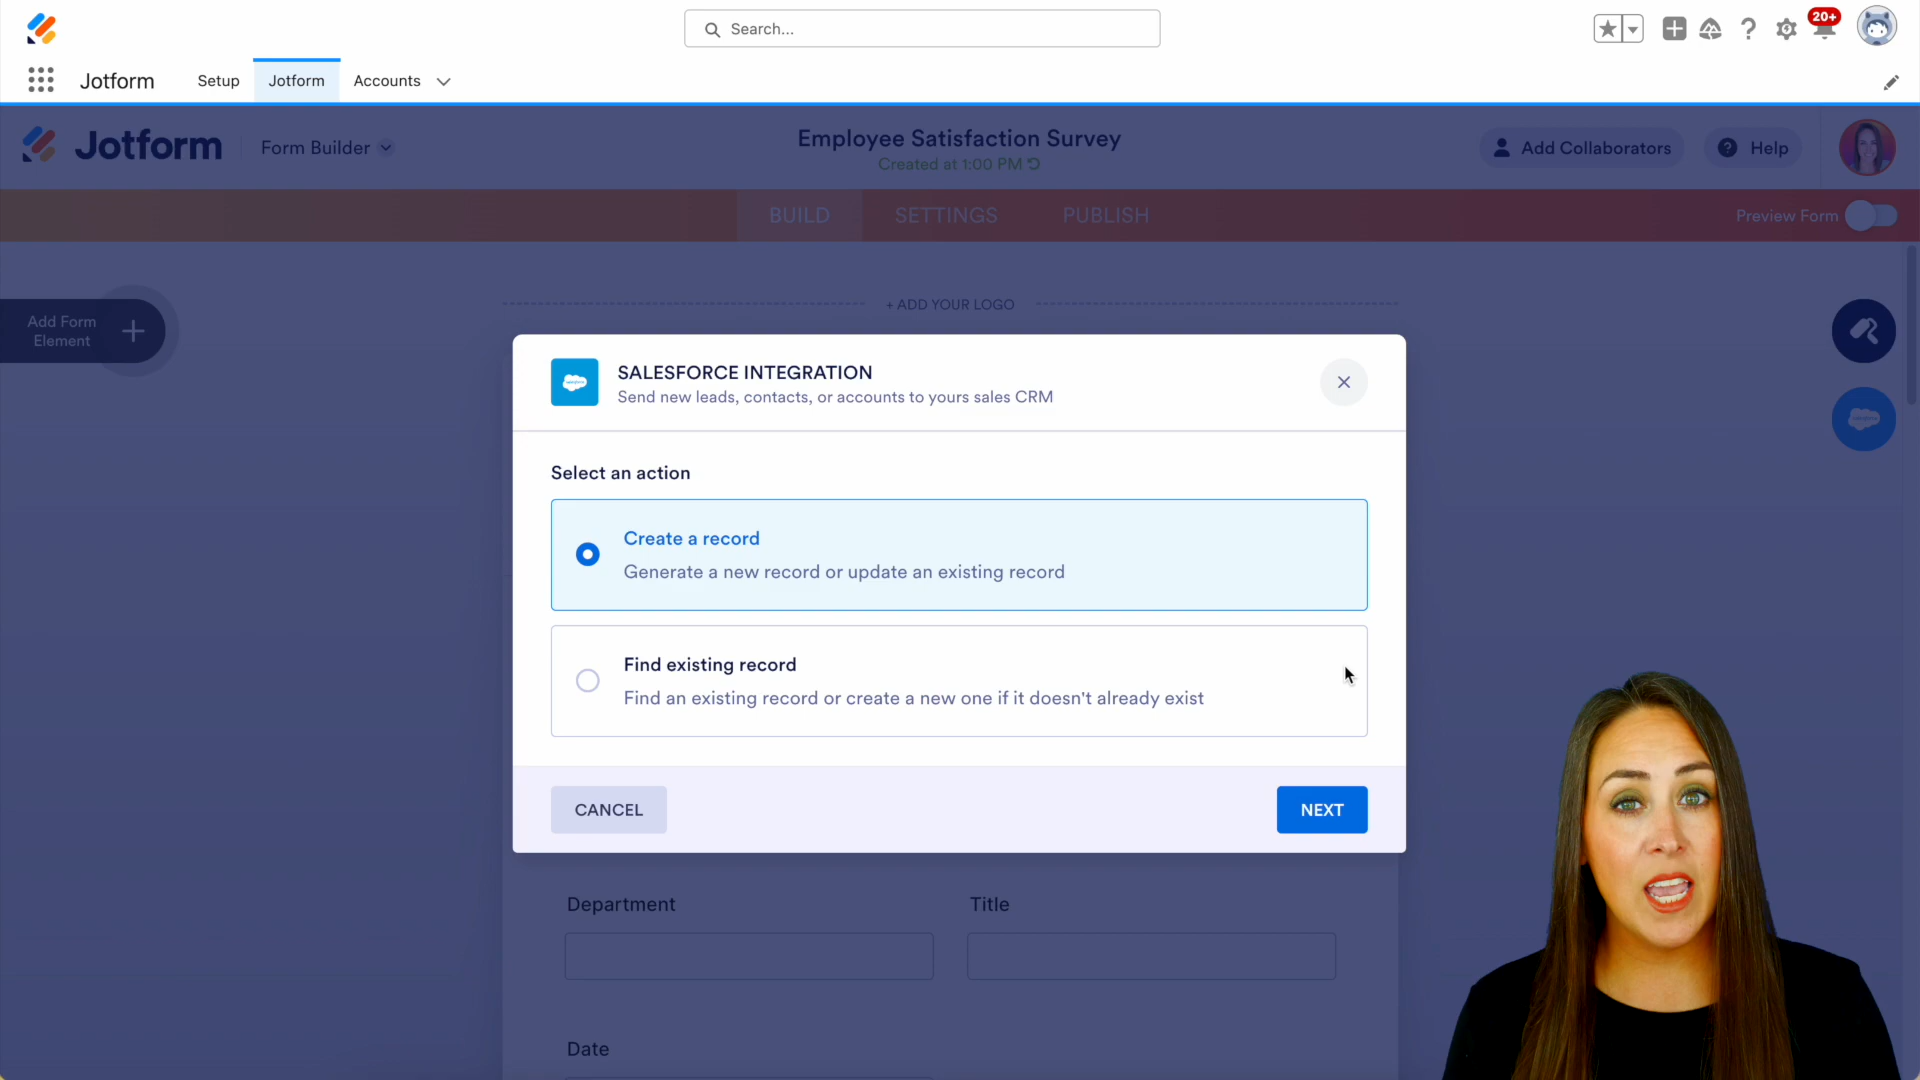 Search...
20+
Jotform
Setup
Jotform
Accounts
Jotform
Form Builder
Employee Satisfaction Survey
Created at 1:00 PM
Add Collaborators
Help
BUILD
SETTINGS
PUBLISH
Preview Form
+ ADD YOUR LOGO
Add Form
Element
SALESFORCE INTEGRATION
Send new leads, contacts, or accounts to yours sales CRM
Select an action
Create a record
Generate a new record or update an existing record
Find existing record
Find an existing record or create a new one if it doesn't already exist
CANCEL
NEXT
Department
Title
Date